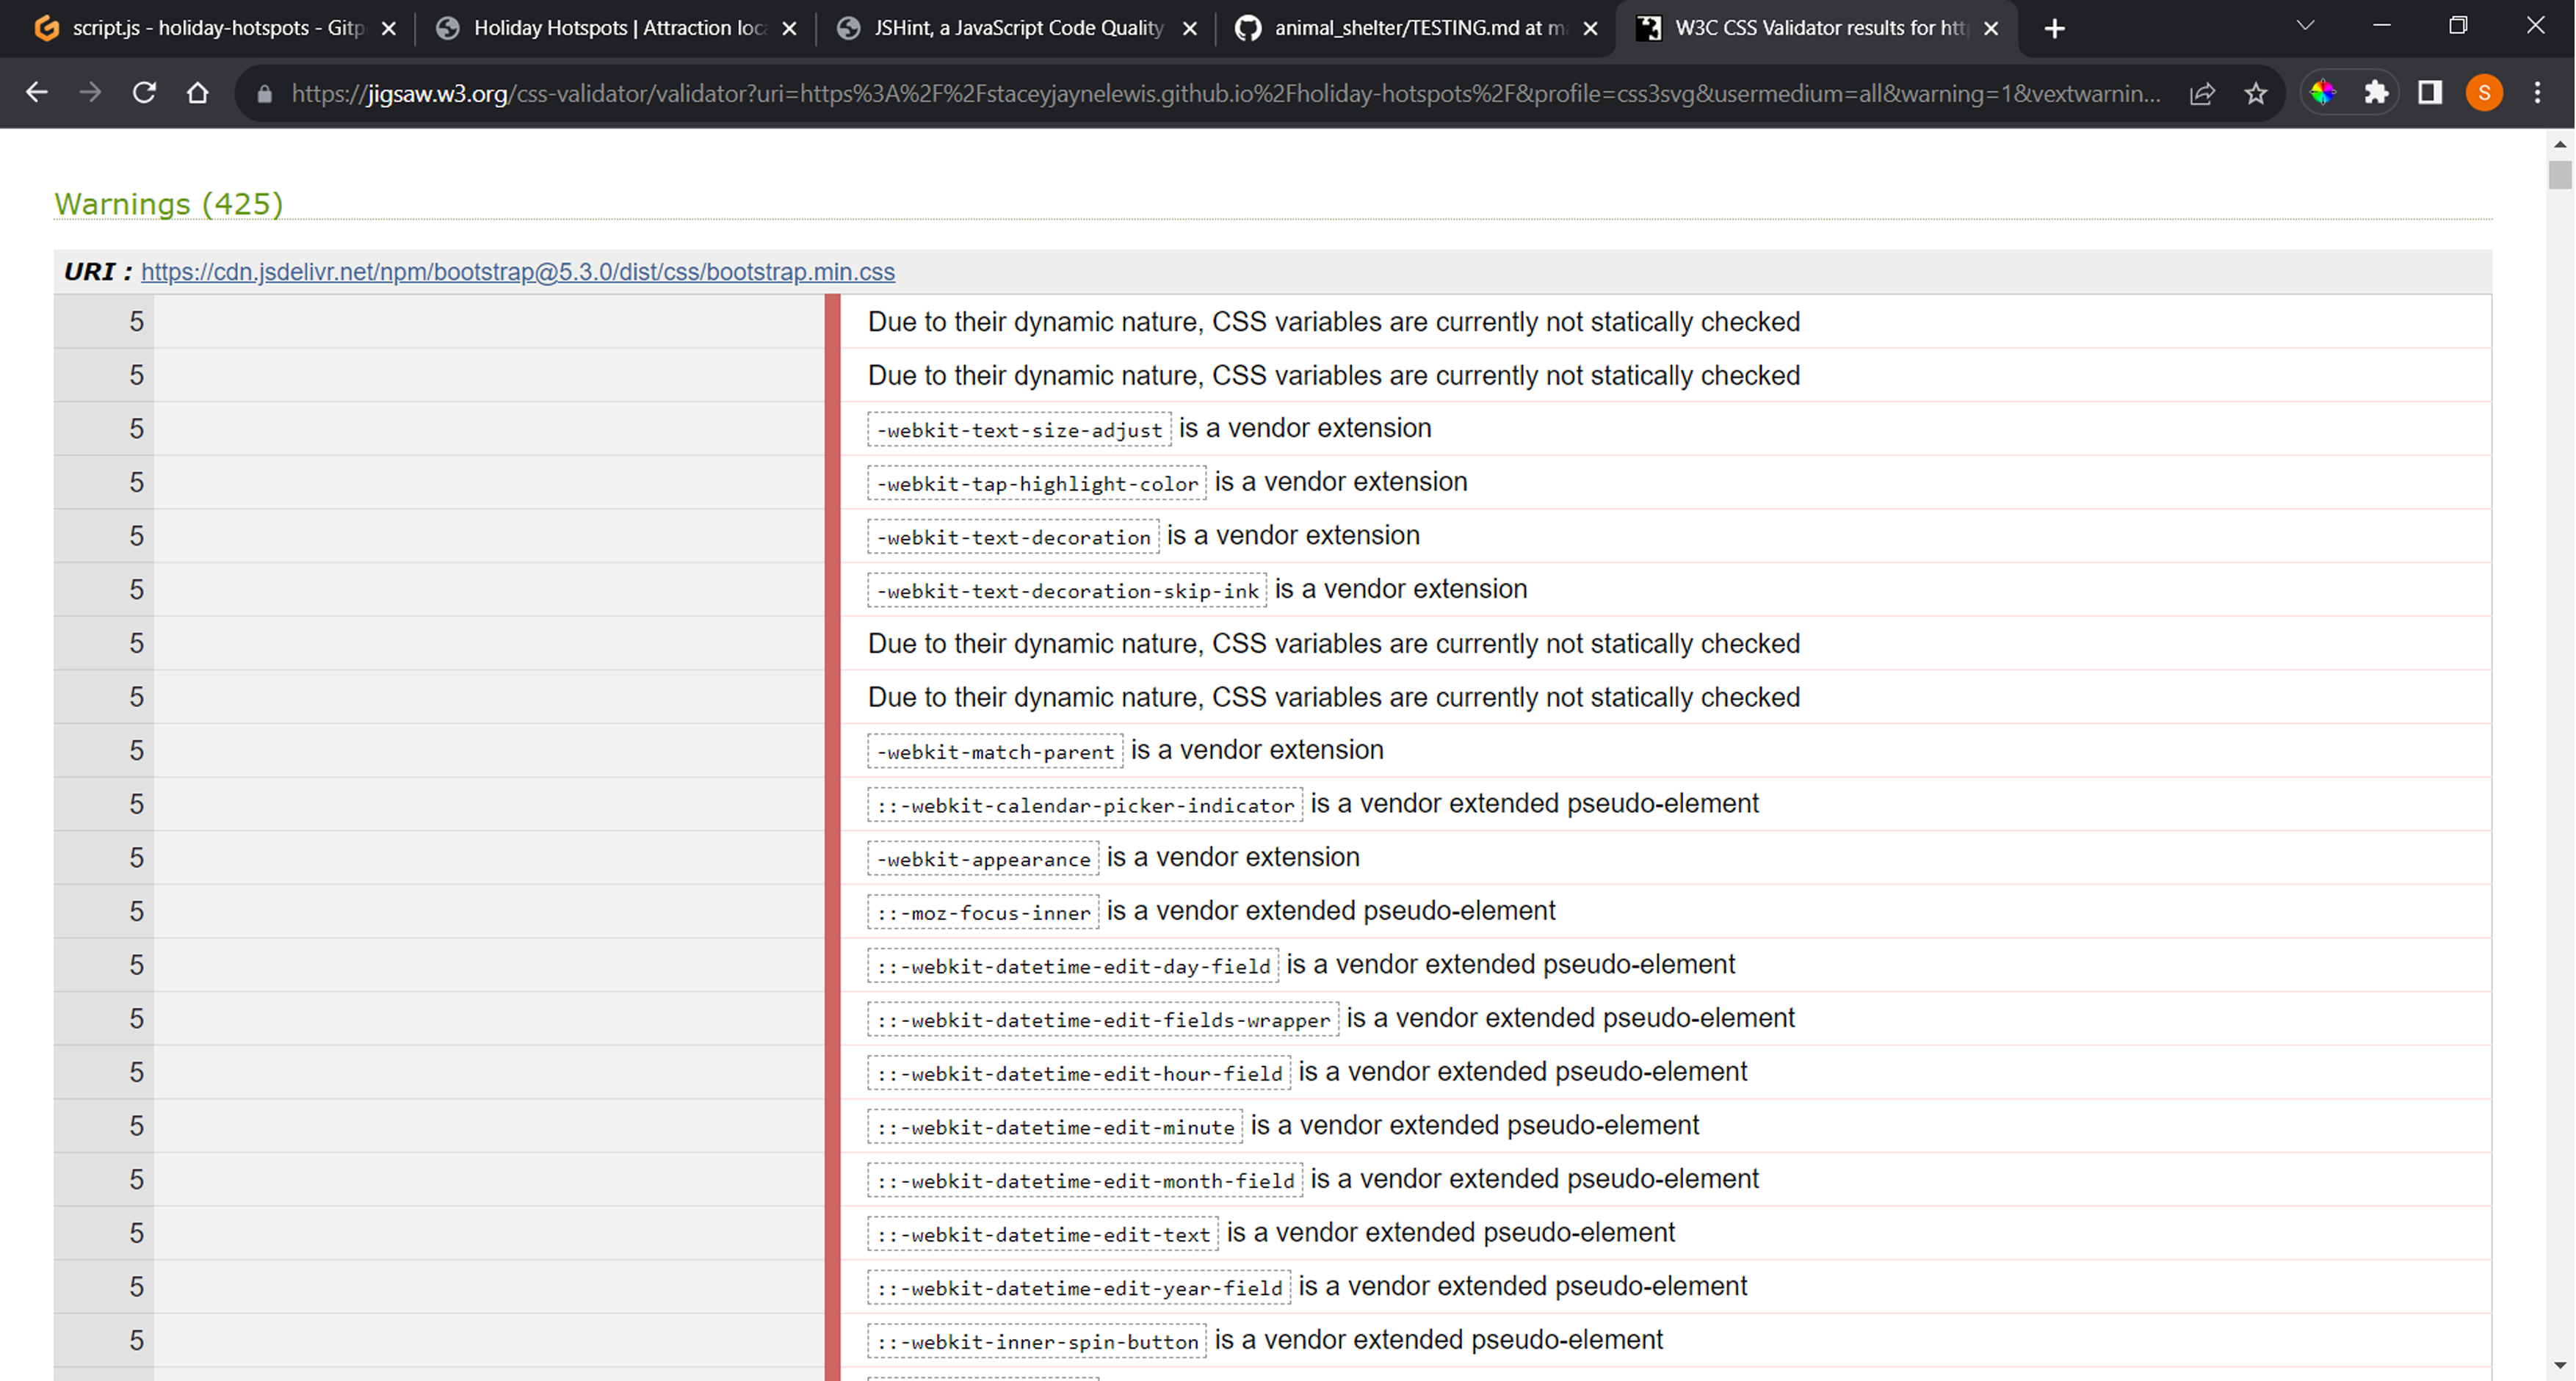 script.js - holiday-hotspots - Gitp
Holiday Hotspots | Attraction loc
JSHint, a JavaScript Code Quality
animal_shelter/TESTING.md at m
W3C CSS Validator results for htt
https://jigsaw.w3.org/css-validator/validator?uri=https%3A%2F%2Fstaceyjaynelewis.github.io%2Fholiday-hotspots%2F&profile=css3svg&usermedium=all&warning=1&vextwarnin...
S
Warnings (425)
URI : https://cdn.jsdelivr.net/npm/bootstrap@5.3.0/dist/css/bootstrap.min.css
5 Due to their dynamic nature, CSS variables are currently not statically checked
5 Due to their dynamic nature, CSS variables are currently not statically checked
5 -webkit-text-size-adjust is a vendor extension
5 -webkit-tap-highlight-color is a vendor extension
5 -webkit-text-decoration is a vendor extension
5 -webkit-text-decoration-skip-ink is a vendor extension
5 Due to their dynamic nature, CSS variables are currently not statically checked
5 Due to their dynamic nature, CSS variables are currently not statically checked
5 -webkit-match-parent is a vendor extension
5 ::-webkit-calendar-picker-indicator is a vendor extended pseudo-element
5 -webkit-appearance is a vendor extension
5 ::-moz-focus-inner is a vendor extended pseudo-element
5 ::-webkit-datetime-edit-day-field is a vendor extended pseudo-element
5 ::-webkit-datetime-edit-fields-wrapper is a vendor extended pseudo-element
5 ::-webkit-datetime-edit-hour-field is a vendor extended pseudo-element
5 ::-webkit-datetime-edit-minute is a vendor extended pseudo-element
5 ::-webkit-datetime-edit-month-field is a vendor extended pseudo-element
5 ::-webkit-datetime-edit-text is a vendor extended pseudo-element
5 ::-webkit-datetime-edit-year-field is a vendor extended pseudo-element
5 ::-webkit-inner-spin-button is a vendor extended pseudo-element